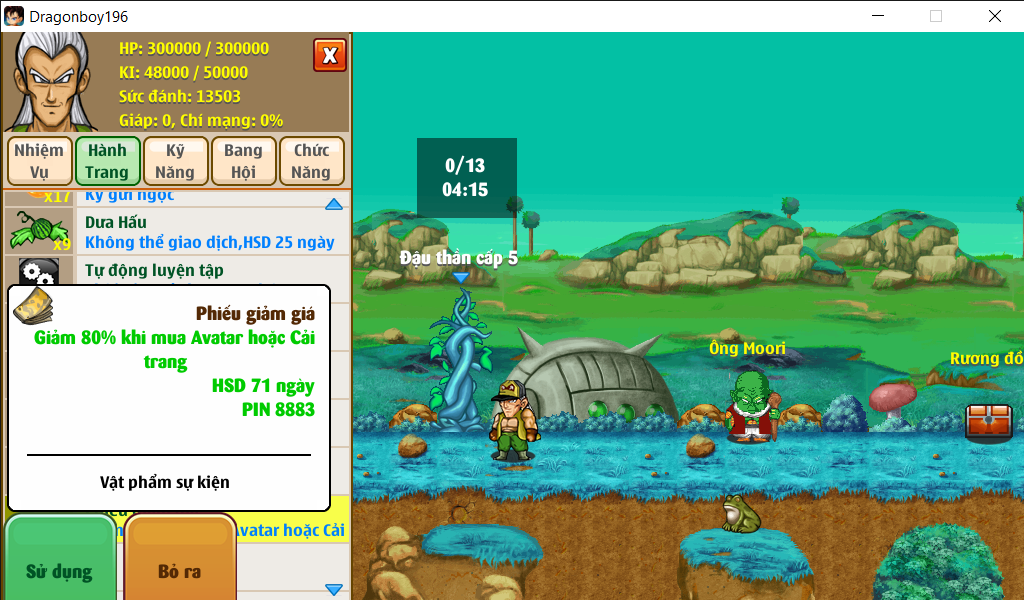 Dragonboy196
HP: 300000 / 300000
KI: 48000 / 50000
Sức đánh: 13503
Giáp: 0, Chí mạng: 0%
X
Nhiệm
Vụ
Hành
Trang
Kỹ
Năng
Bang
Hội
Chức
Năng
x17
Ký gửi ngọc
Dưa Hấu
x9
Không thể giao dịch,HSD 25 ngày
Tự động luyện tập
Phiếu giảm giá
Giảm 80% khi mua Avatar hoặc Cải
trang
HSD 71 ngày
PIN 8883
Vật phẩm sự kiện
Avatar hoặc Cải
Sử dụng
Bỏ ra
0/13
04:15
Đậu thần cấp 5
Ông Moori
Rương đồ